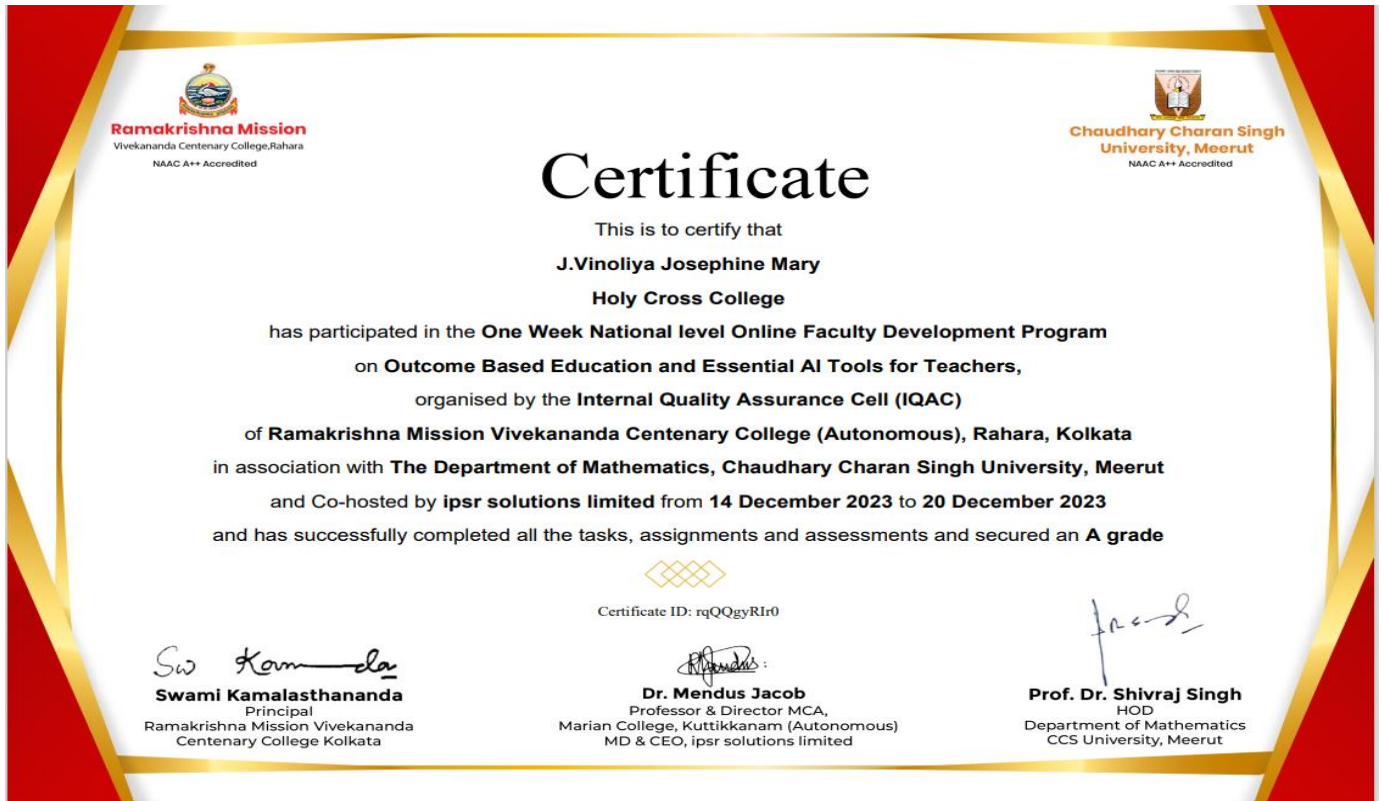 Ramakrishna Mission
Vivekananda Centenary College,Rahara
NAAC A++ Accredited
Chaudhary Charan Singh
University, Meerut
NAAC A++ Accredited
Certificate
This is to certify that
J.Vinoliya Josephine Mary
Holy Cross College
has participated in the One Week National level Online Faculty Development Program
on Outcome Based Education and Essential AI Tools for Teachers,
organised by the Internal Quality Assurance Cell (IQAC)
of Ramakrishna Mission Vivekananda Centenary College (Autonomous), Rahara, Kolkata
in association with The Department of Mathematics, Chaudhary Charan Singh University, Meerut
and Co-hosted by ipsr solutions limited from 14 December 2023 to 20 December 2023
and has successfully completed all the tasks, assignments and assessments and secured an A grade
Certificate ID: rqQQgyRIr0
Swami Kamalasthananda
Principal
Ramakrishna Mission Vivekananda
Centenary College Kolkata
Dr. Mendus Jacob
Professor & Director MCA,
Marian College, Kuttikkanam (Autonomous)
MD & CEO, ipsr solutions limited
Prof. Dr. Shivraj Singh
HOD
Department of Mathematics
CCS University, Meerut